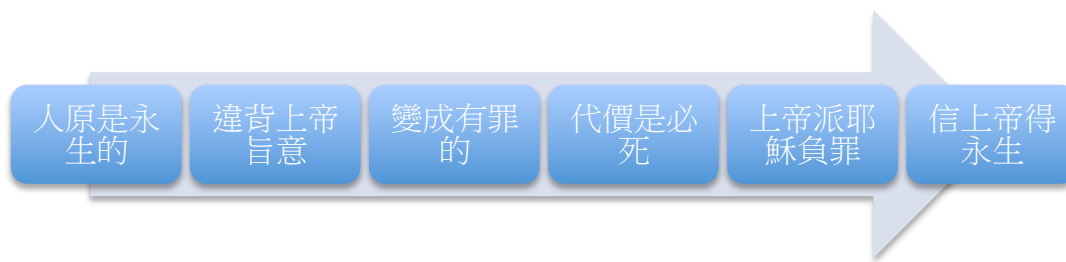 人原是永
生的
違背上帝
旨意
變成有罪
的
代價是必
死
上帝派耶
穌負罪
信上帝得
永生